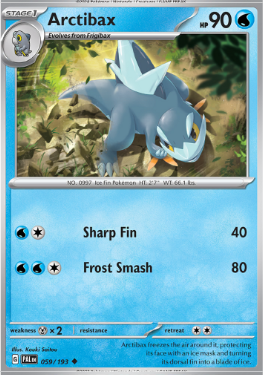 STAGE 1
Arctibax
HP 90
Evolves from Frigibax
NO. 0997 Ice Fin Pokémon HT: 2'7" WT: 66.1 lbs.
Sharp Fin 40
Frost Smash 80
weakness ×2 resistance retreat
G PAL EN 059/193
Illus. Kouki Saitou
Arctibax freezes the air around it, protecting
its face with an ice mask and turning
its dorsal fin into a blade of ice.